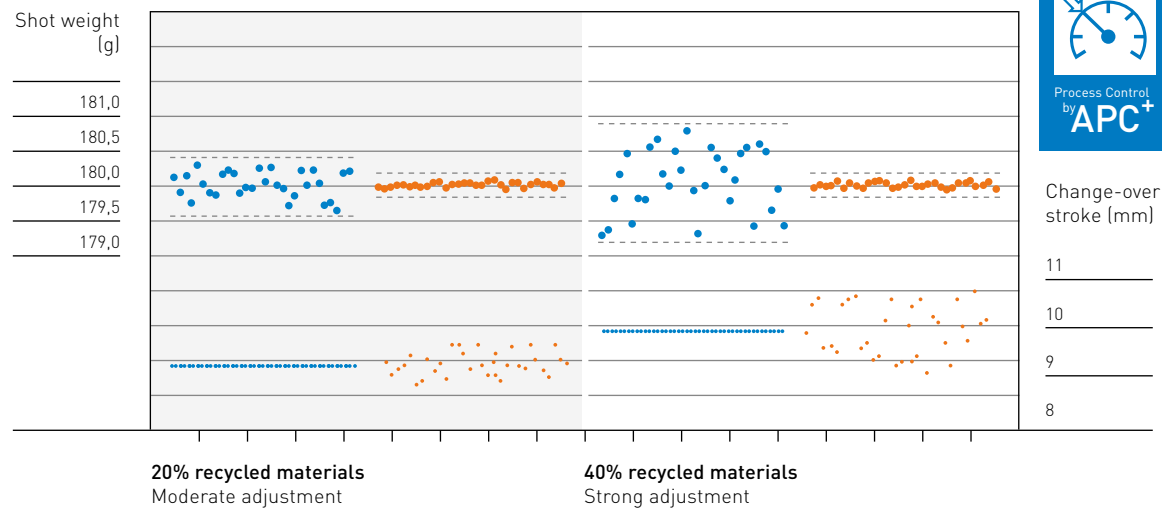 Shot weight
(g)
181,0
180,5
180,0
179,5
179,0
Process Control
by APC+
Change-over
stroke (mm)
11
10
9
8
20% recycled materials
Moderate adjustment
40% recycled materials
Strong adjustment